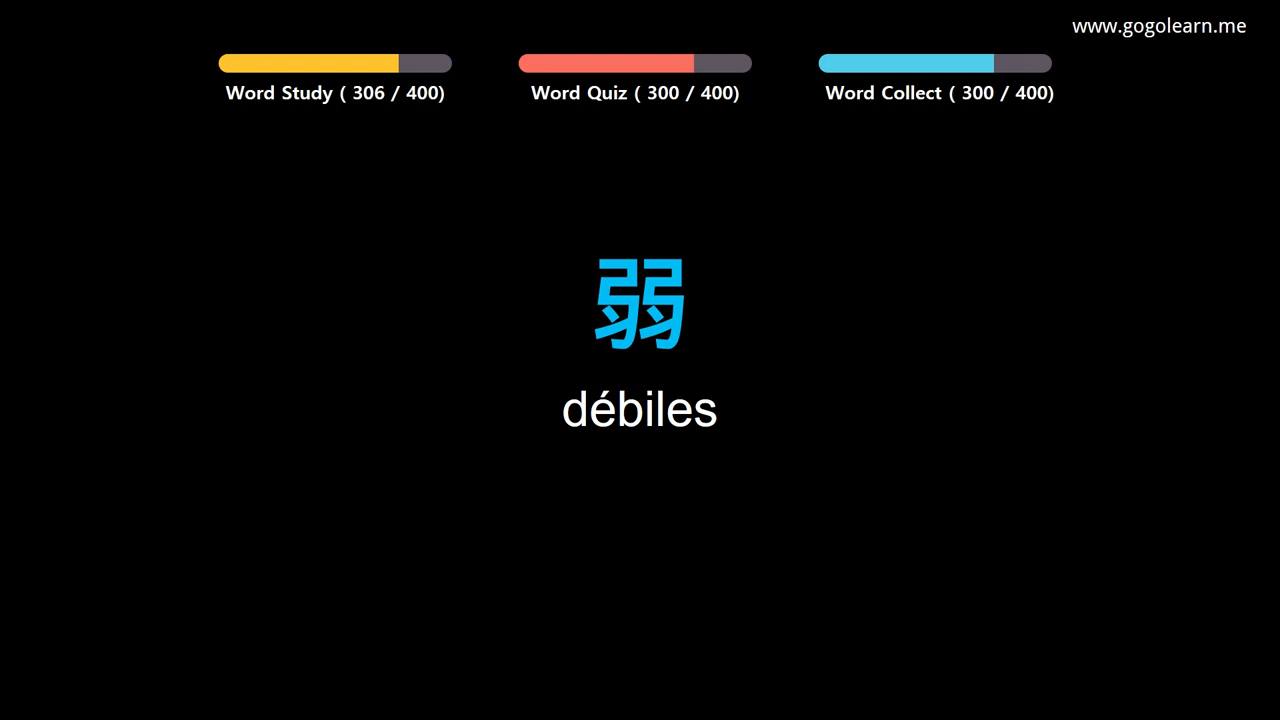 www.gogolearn.me
Word Study ( 306 / 400)
Word Quiz ( 300 / 400)
Word Collect ( 300 / 400)
弱
débiles